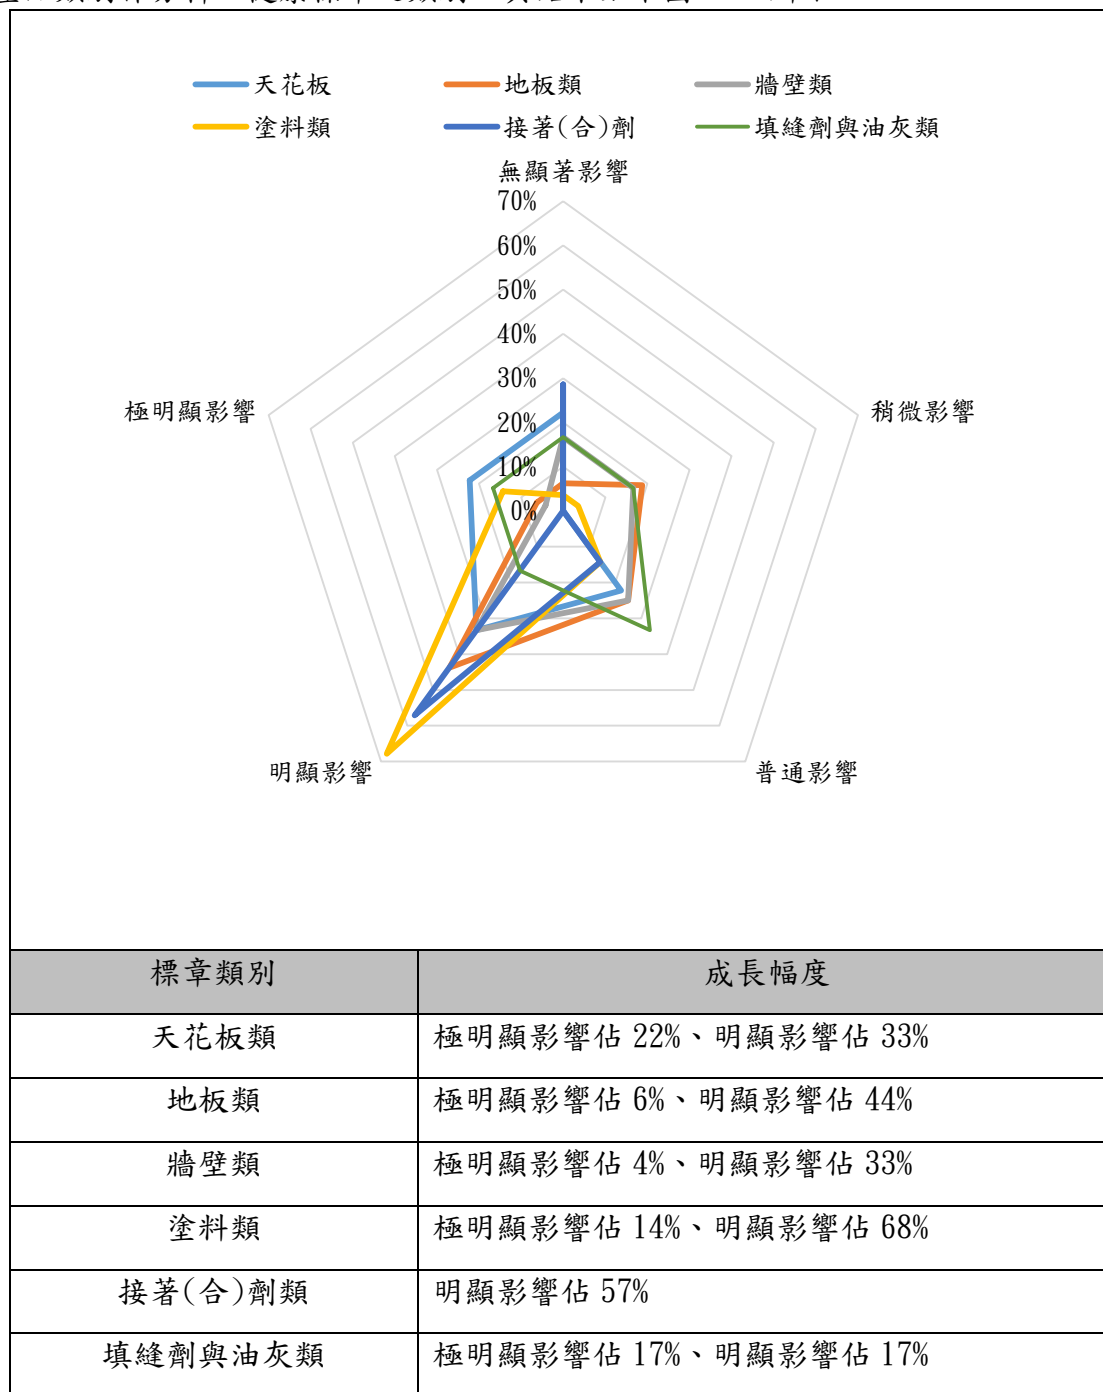 天花板 地板類 牆壁類
塗料類 接著(合)劑 填縫劑與油灰類
無顯著影響
70%
60%
50%
40%
30%
20%
10%
0%
極明顯影響
稍微影響
明顯影響
普通影響
標章類別 成長幅度
天花板類 極明顯影響佔 22%、明顯影響佔 33%
地板類 極明顯影響佔 6%、明顯影響佔 44%
牆壁類 極明顯影響佔 4%、明顯影響佔 33%
塗料類 極明顯影響佔 14%、明顯影響佔 68%
接著(合)劑類 明顯影響佔 57%
填縫劑與油灰類 極明顯影響佔 17%、明顯影響佔 17%